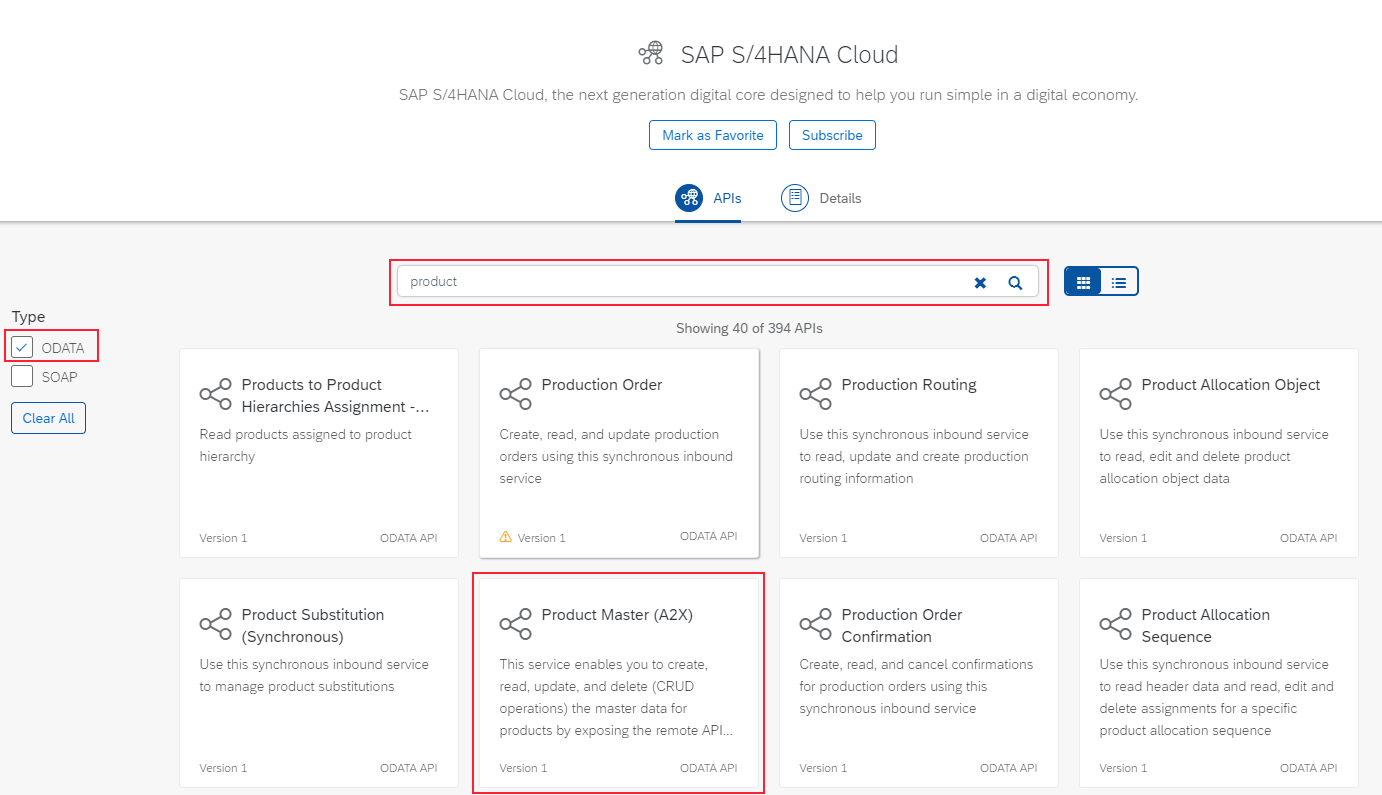 SAP S/4HANA Cloud
SAP S/4HANA Cloud, the next generation digital core designed to help you run simple in a digital economy.
Mark as Favorite
Subscribe
APIs
Details
product
Showing 40 of 394 APIs
Type
ODATA
SOAP
Clear All
Products to Product
Hierarchies Assignment -...
Read products assigned to product
hierarchy
Version 1
ODATA API
Production Order
Create, read, and update production
orders using this synchronous inbound
service
Version 1
ODATA API
Production Routing
Use this synchronous inbound service
to read, update and create production
routing information
Version 1
ODATA API
Product Allocation Object
Use this synchronous inbound service
to read, edit and delete product
allocation object data
Version 1
ODATA API
Product Substitution
(Synchronous)
Use this synchronous inbound service
to manage product substitutions
Version 1
ODATA API
Product Master (A2X)
This service enables you to create,
read, update, and delete (CRUD
operations) the master data for
products by exposing the remote API...
Version 1
ODATA API
Production Order
Confirmation
Create, read, and cancel confirmations
for production orders using this
synchronous inbound service
Version 1
ODATA API
Product Allocation
Sequence
Use this synchronous inbound service
to read header data and read, edit and
delete assignments for a specific
product allocation sequence
Version 1
ODATA API